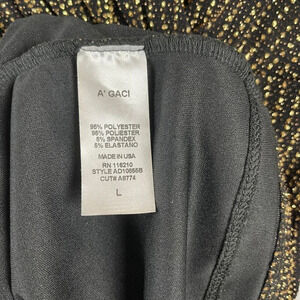 A' GACI
95% POLYESTER
95% POLIESTER
5% SPANDEX
5% ELASTANO
MADE IN USA
RN 116210
STYLE AD10555B
CUT# A8774
L